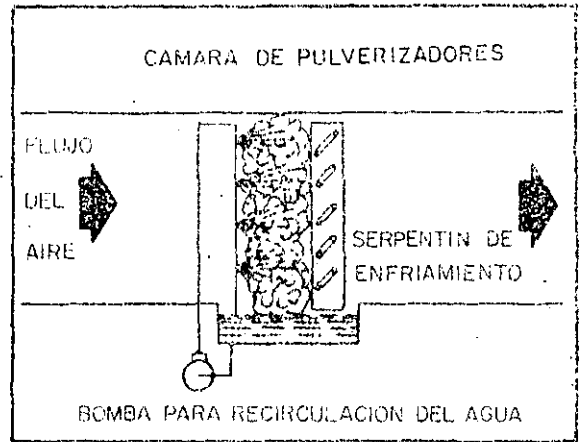 CAMARA DE PULVERIZADORES
FLUJO
DEL
AIRE
SERPENTIN DE
ENFRIAMIENTO
BOMBA PARA RECIRCULACION DEL AGUA